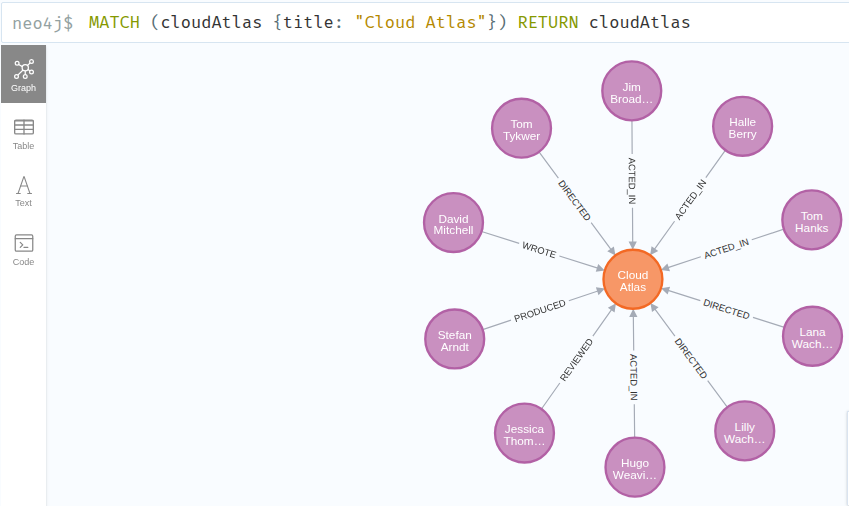 neo4j$ MATCH (cloudAtlas {title: "Cloud Atlas"}) RETURN cloudAtlas
Graph
Table
Text
Code
Jim
Broad…
Tom
Tykwer
Halle
Berry
David
Mitchell
Tom
Hanks
Cloud
Atlas
Stefan
Arndt
Lana
Wach…
Jessica
Thom…
Lilly
Wach…
Hugo
Weavi…
ACTED_IN
DIRECTED
ACTED_IN
WROTE
ACTED_IN
PRODUCED
DIRECTED
REVIEWED
ACTED_IN
DIRECTED